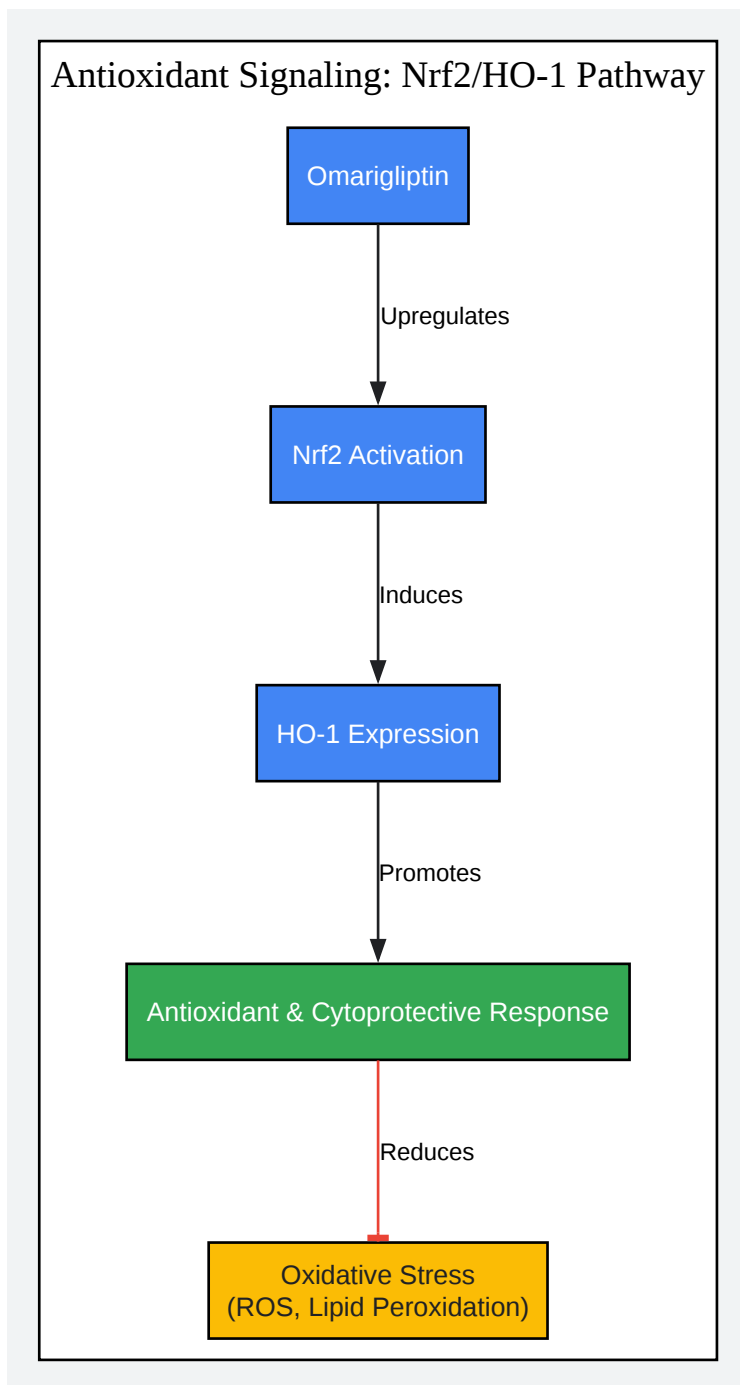 Antioxidant Signaling: Nrf2/HO-1 Pathway
Omarigliptin
Upregulates
Nrf2 Activation
Induces
HO-1 Expression
Promotes
Antioxidant & Cytoprotective Response
Reduces
Oxidative Stress
(ROS, Lipid Peroxidation)